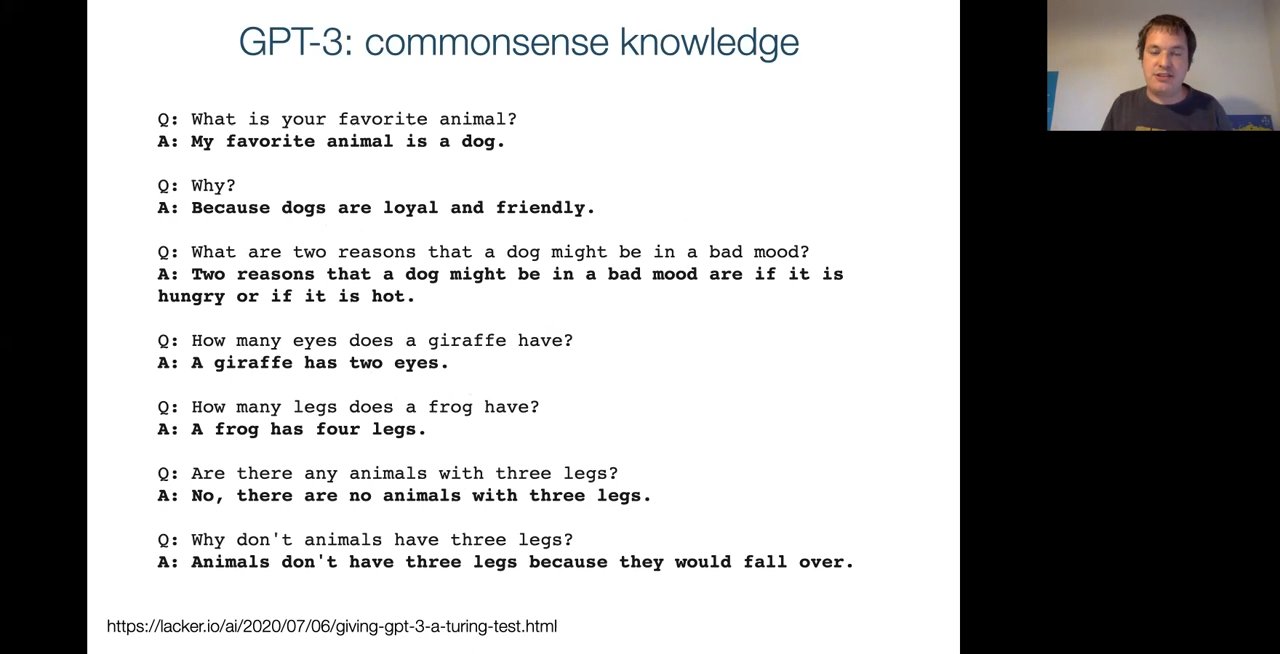 GPT-3: commonsense knowledge
Q: What is your favorite animal?
A: My favorite animal is a dog.
Q: Why?
A: Because dogs are loyal and friendly.
Q: What are two reasons that a dog might be in a bad mood?
A: Two reasons that a dog might be in a bad mood are if it is
hungry or if it is hot.
Q: How many eyes does a giraffe have?
A: A giraffe has two eyes.
Q: How many legs does a frog have?
A: A frog has four legs.
Q: Are there any animals with three legs?
A: No, there are no animals with three legs.
Q: Why don't animals have three legs?
A: Animals don't have three legs because they would fall over.
https://lacker.io/ai/2020/07/06/giving-gpt-3-a-turing-test.html